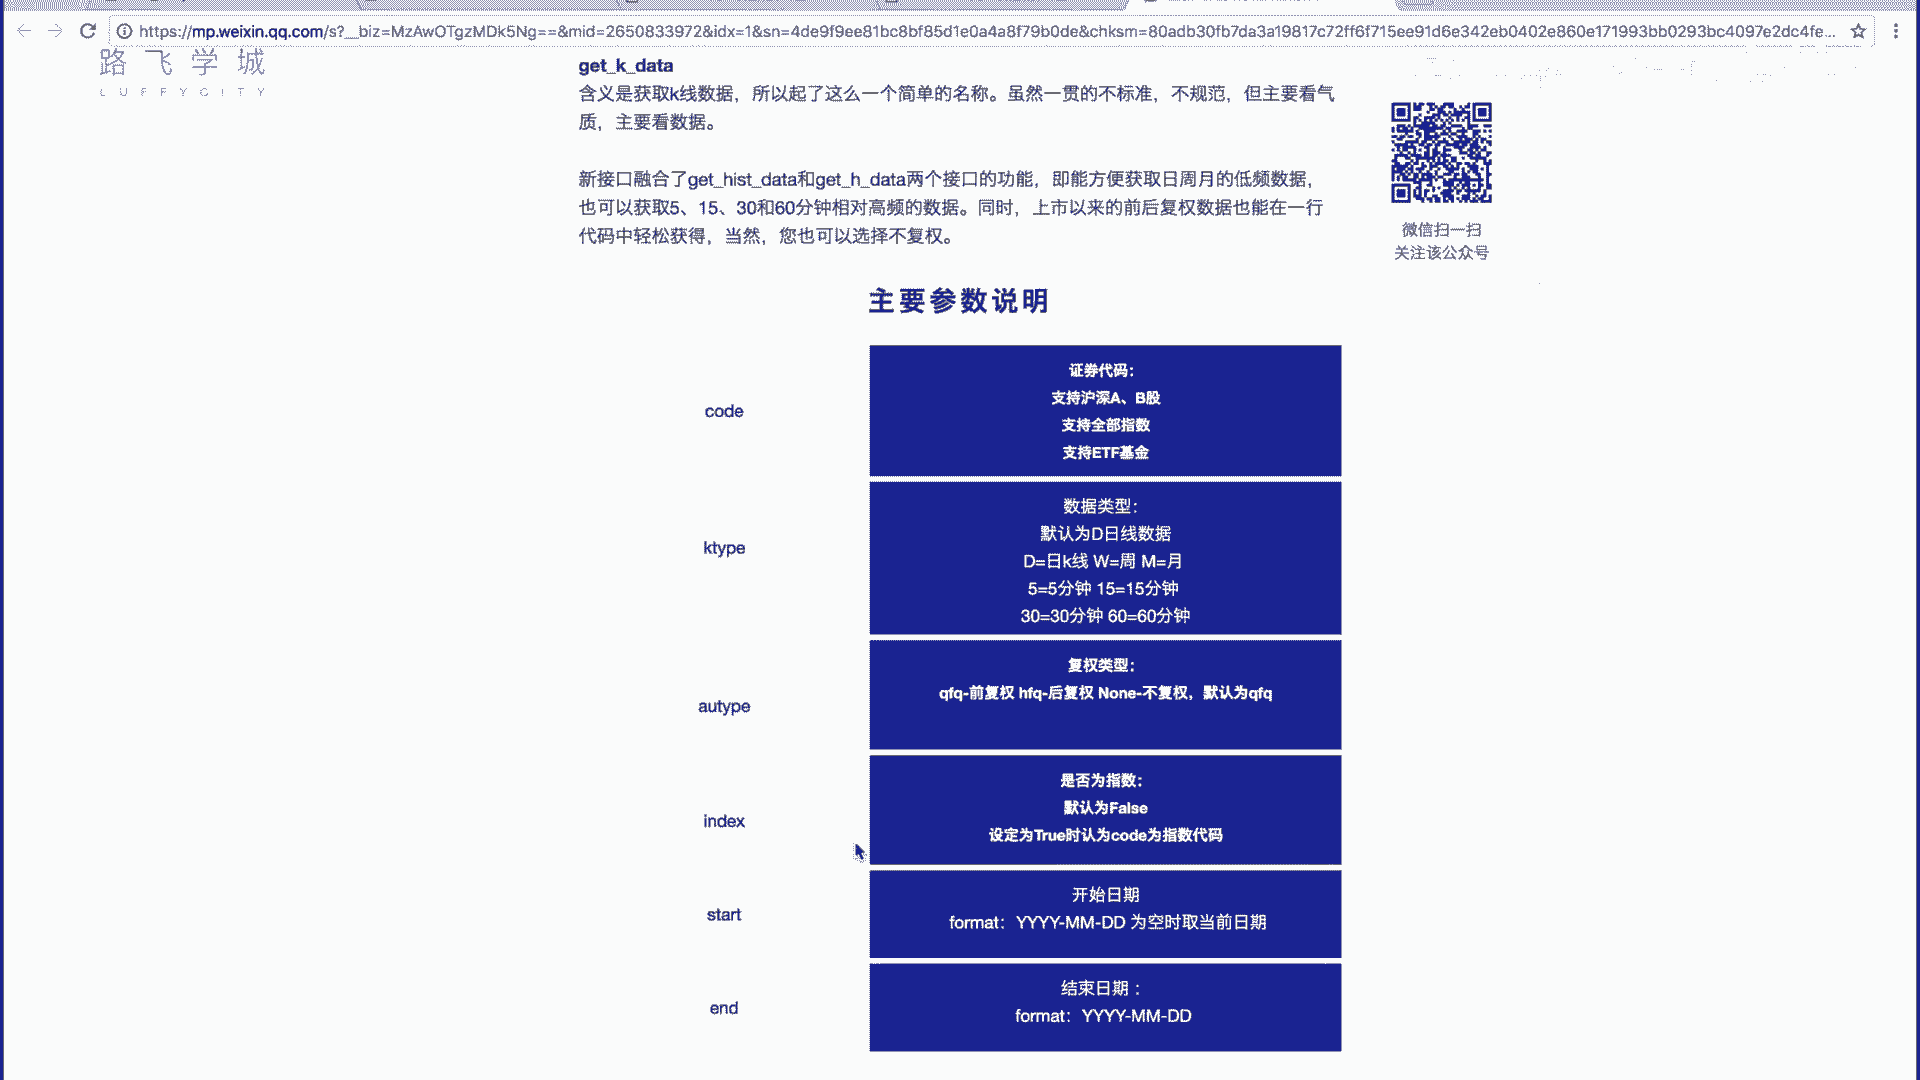 https://mp.weixin.qq.com/s?__biz=MzAwOTgzMDk5Ng==&mid=2650833972&idx=1&sn=4de9f9ee81bc8bf85d1e0a4a8f79b0de&chksm=80adb30fb7da3a19817c72ff6f715ee91d6e342eb0402e860e171993bb0293bc4097e2dc4fe...
路飞学城
LUFFYCITY
get_k_data
含义是获取k线数据，所以起了这么一个简单的名称。虽然一贯的不标准，不规范，但主要看气
质，主要看数据。
新接口融合了get_hist_data和get_h_data两个接口的功能，即能方便获取日周月的低频数据，
也可以获取5、15、30和60分钟相对高频的数据。同时，上市以来的前后复权数据也能在一行
代码中轻松获得，当然，您也可以选择不复权。
微信扫一扫
关注该公众号
主要参数说明
code
证券代码：
支持沪深A、B股
支持全部指数
支持ETF基金
ktype
数据类型：
默认为D日线数据
D=日k线 W=周 M=月
5=5分钟 15=15分钟
30=30分钟 60=60分钟
autype
复权类型：
qfq-前复权 hfq-后复权 None-不复权，默认为qfq
index
是否为指数：
默认为False
设定为True时认为code为指数代码
start
开始日期
format：YYYY-MM-DD 为空时取当前日期
end
结束日期 ：
format：YYYY-MM-DD